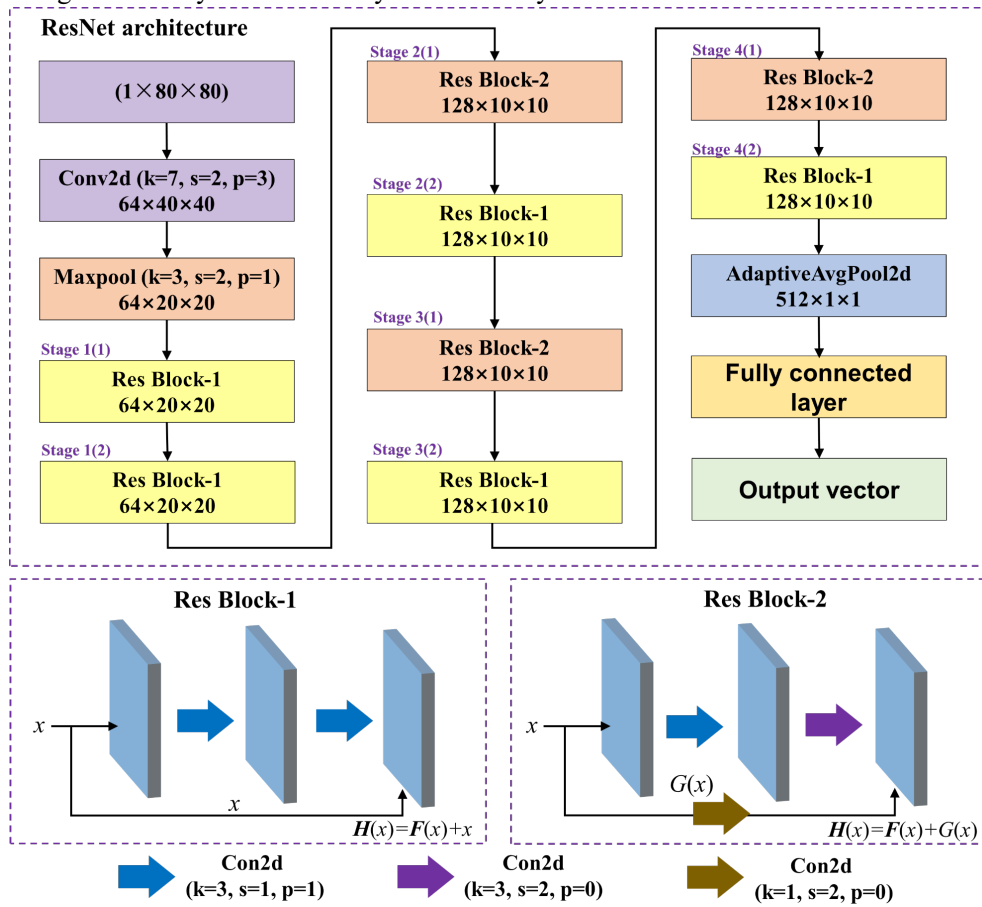 ResNet architecture
(1×80×80)
Conv2d (k=7, s=2, p=3)
64×40×40
Maxpool (k=3, s=2, p=1)
64×20×20
Stage 1(1)
Res Block-1
64×20×20
Stage 1(2)
Res Block-1
64×20×20
Stage 2(1)
Res Block-2
128×10×10
Stage 2(2)
Res Block-1
128×10×10
Stage 3(1)
Res Block-2
128×10×10
Stage 3(2)
Res Block-1
128×10×10
Stage 4(1)
Res Block-2
128×10×10
Stage 4(2)
Res Block-1
128×10×10
AdaptiveAvgPool2d
512×1×1
Fully connected
layer
Output vector
Res Block-1
x
x
H(x)=F(x)+x
Res Block-2
x
G(x)
H(x)=F(x)+G(x)
Con2d
(k=3, s=1, p=1)
Con2d
(k=3, s=2, p=0)
Con2d
(k=1, s=2, p=0)